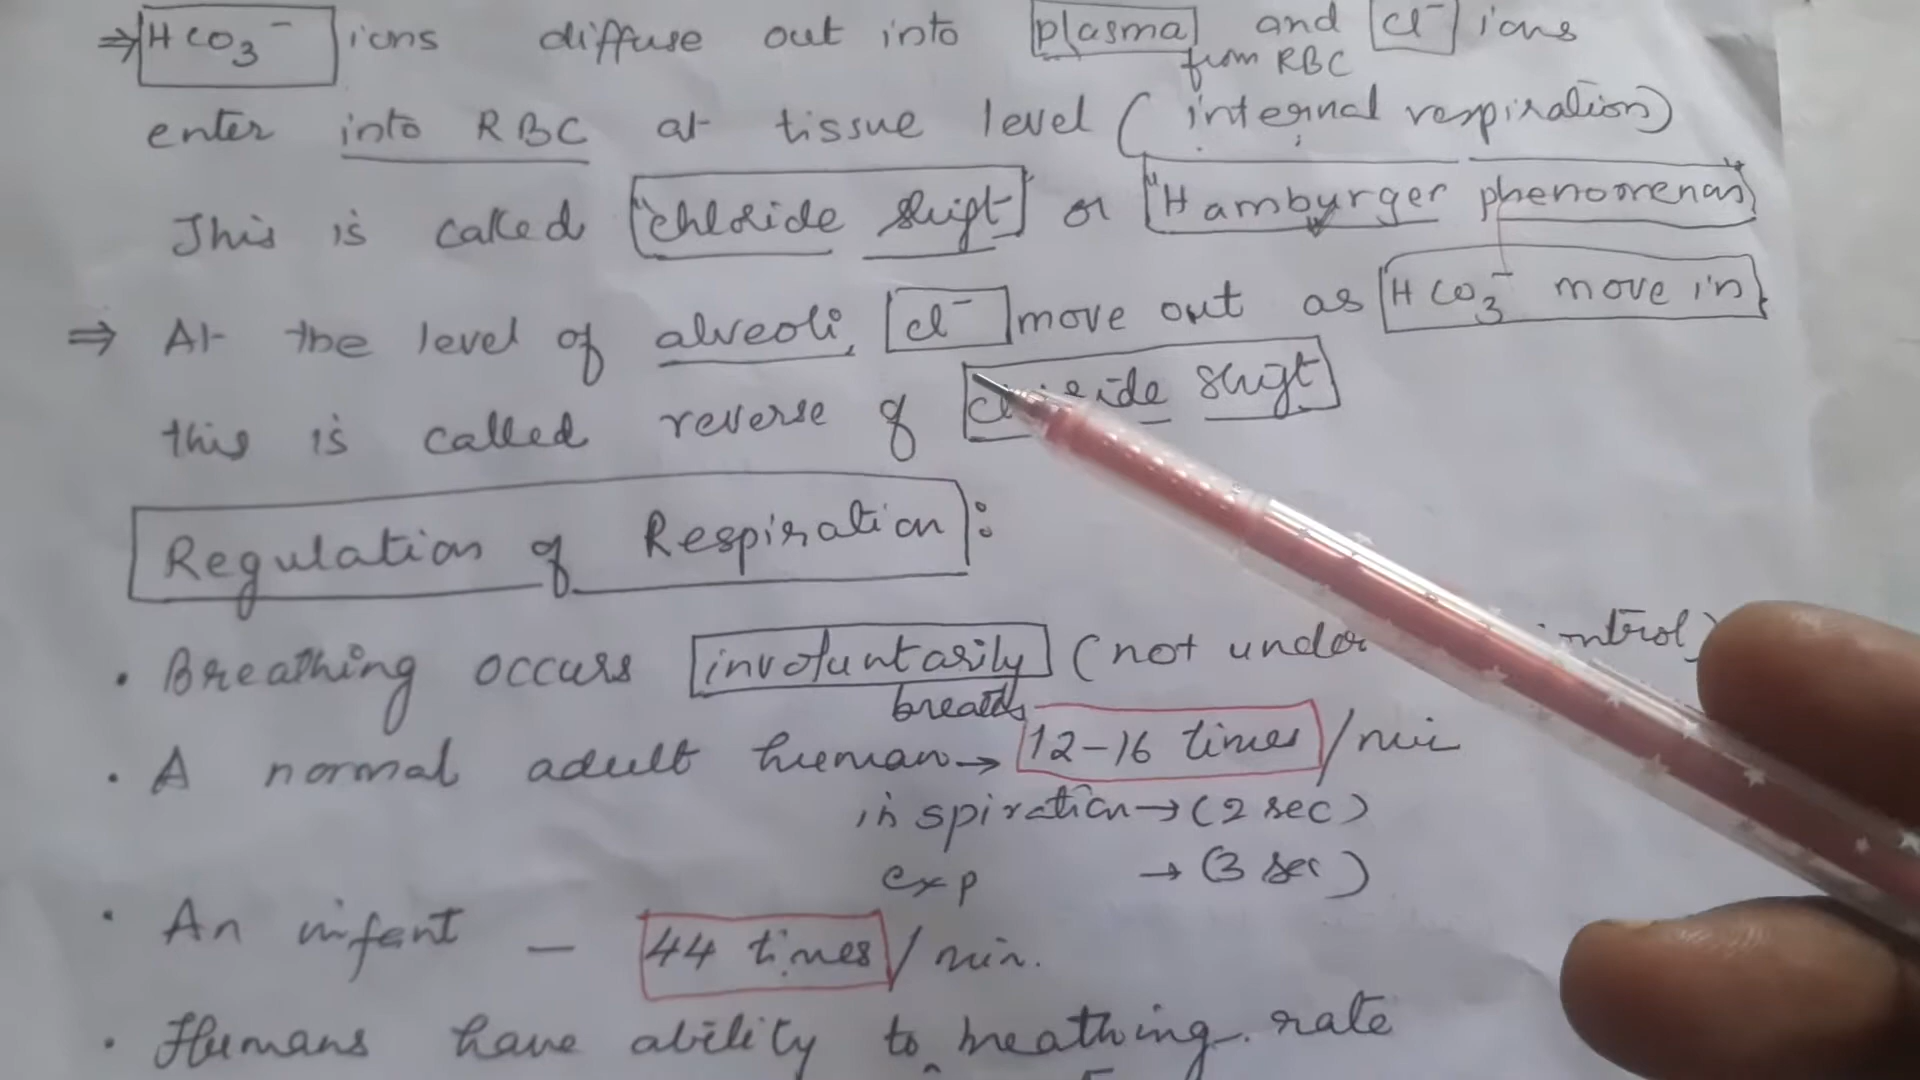 ⇒ HCO3⁻ ions diffuse out into plasma and Cl⁻ ions
from RBC
enter into RBC at tissue level (internal respiration)
This is called "chloride shift" or "Hamburger phenomenon"
⇒ At the level of alveoli, Cl⁻ move out as HCO3⁻ move in
this is called reverse of chloride shift
Regulation of Respiration:
• Breathing occurs involuntarily (not under
breaths
• A normal adult human → 12-16 times/min
inspiration → (2 sec)
exp → (3 sec)
• An infant - 44 times/min.
• Humans have ability to breathing rate